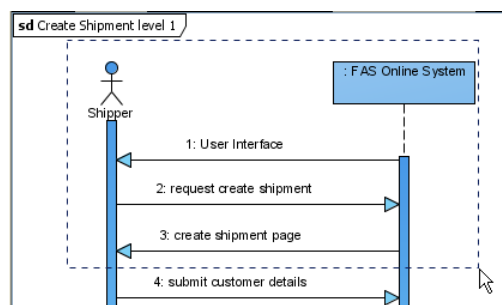 sd Create Shipment level 1
: FAS Online System
Shipper
1: User Interface
2: request create shipment
3: create shipment page
4: submit customer details